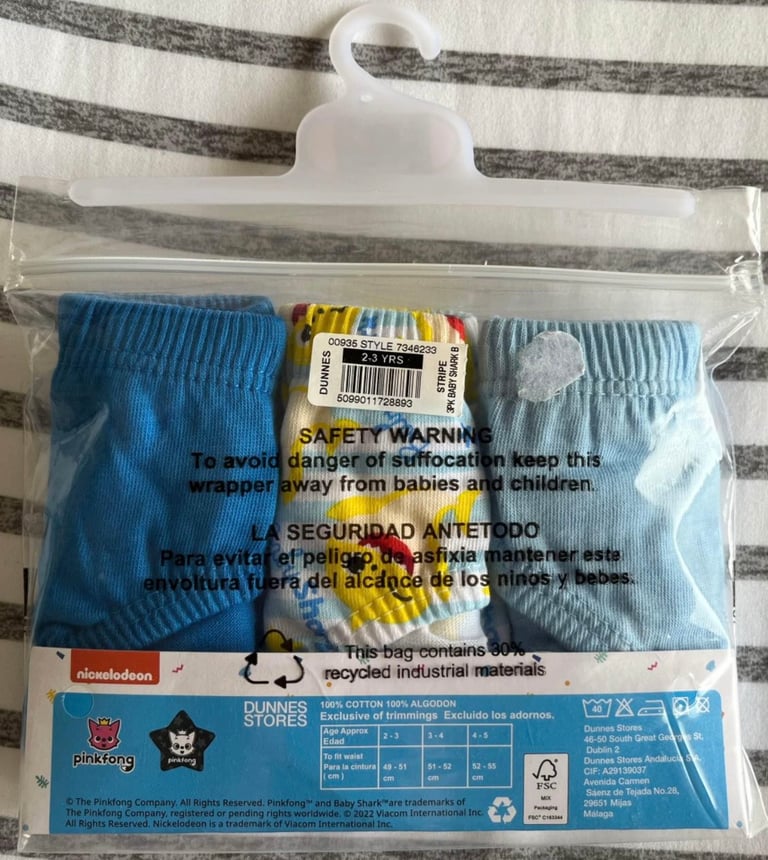 00935 STYLE 7346233
DUNNES
2-3 YRS
STRIPE
3PK BABY SHARK B
5099011728893
SAFETY WARNING
To avoid danger of suffocation keep this
wrapper away from babies and children.
LA SEGURIDAD ANTETODO
Para evitar el peligro de asfixia mantener este
envoltura fuera del alcance de los ninos y bebes.
This bag contains 30%
recycled industrial materials
nickelodeon
pinkfong
pinkfong
DUNNES
STORES
100% COTTON 100% ALGODON
Exclusive of trimmings Excluido los adornos.
Age Approx
Edad
2 - 3
3 - 4
4 - 5
To fit waist
Para la cintura
( cm )
49 - 51
cm
51 - 52
cm
52 - 55
cm
40
FSC
MIX
Packaging
FSC® C163344
Dunnes Stores
46-50 South Great Georges St,
Dublin 2
Dunnes Stores Andalucia S.A.
CIF: A29139037
Avenida Carmen
Sáenz de Tejada No.28,
29651 Mijas
Málaga
© The Pinkfong Company. All Rights Reserved. Pinkfong™ and Baby Shark™are trademarks of
The Pinkfong Company, registered or pending rights worldwide. © 2022 Viacom International Inc.
All Rights Reserved. Nickelodeon is a trademark of Viacom International Inc.